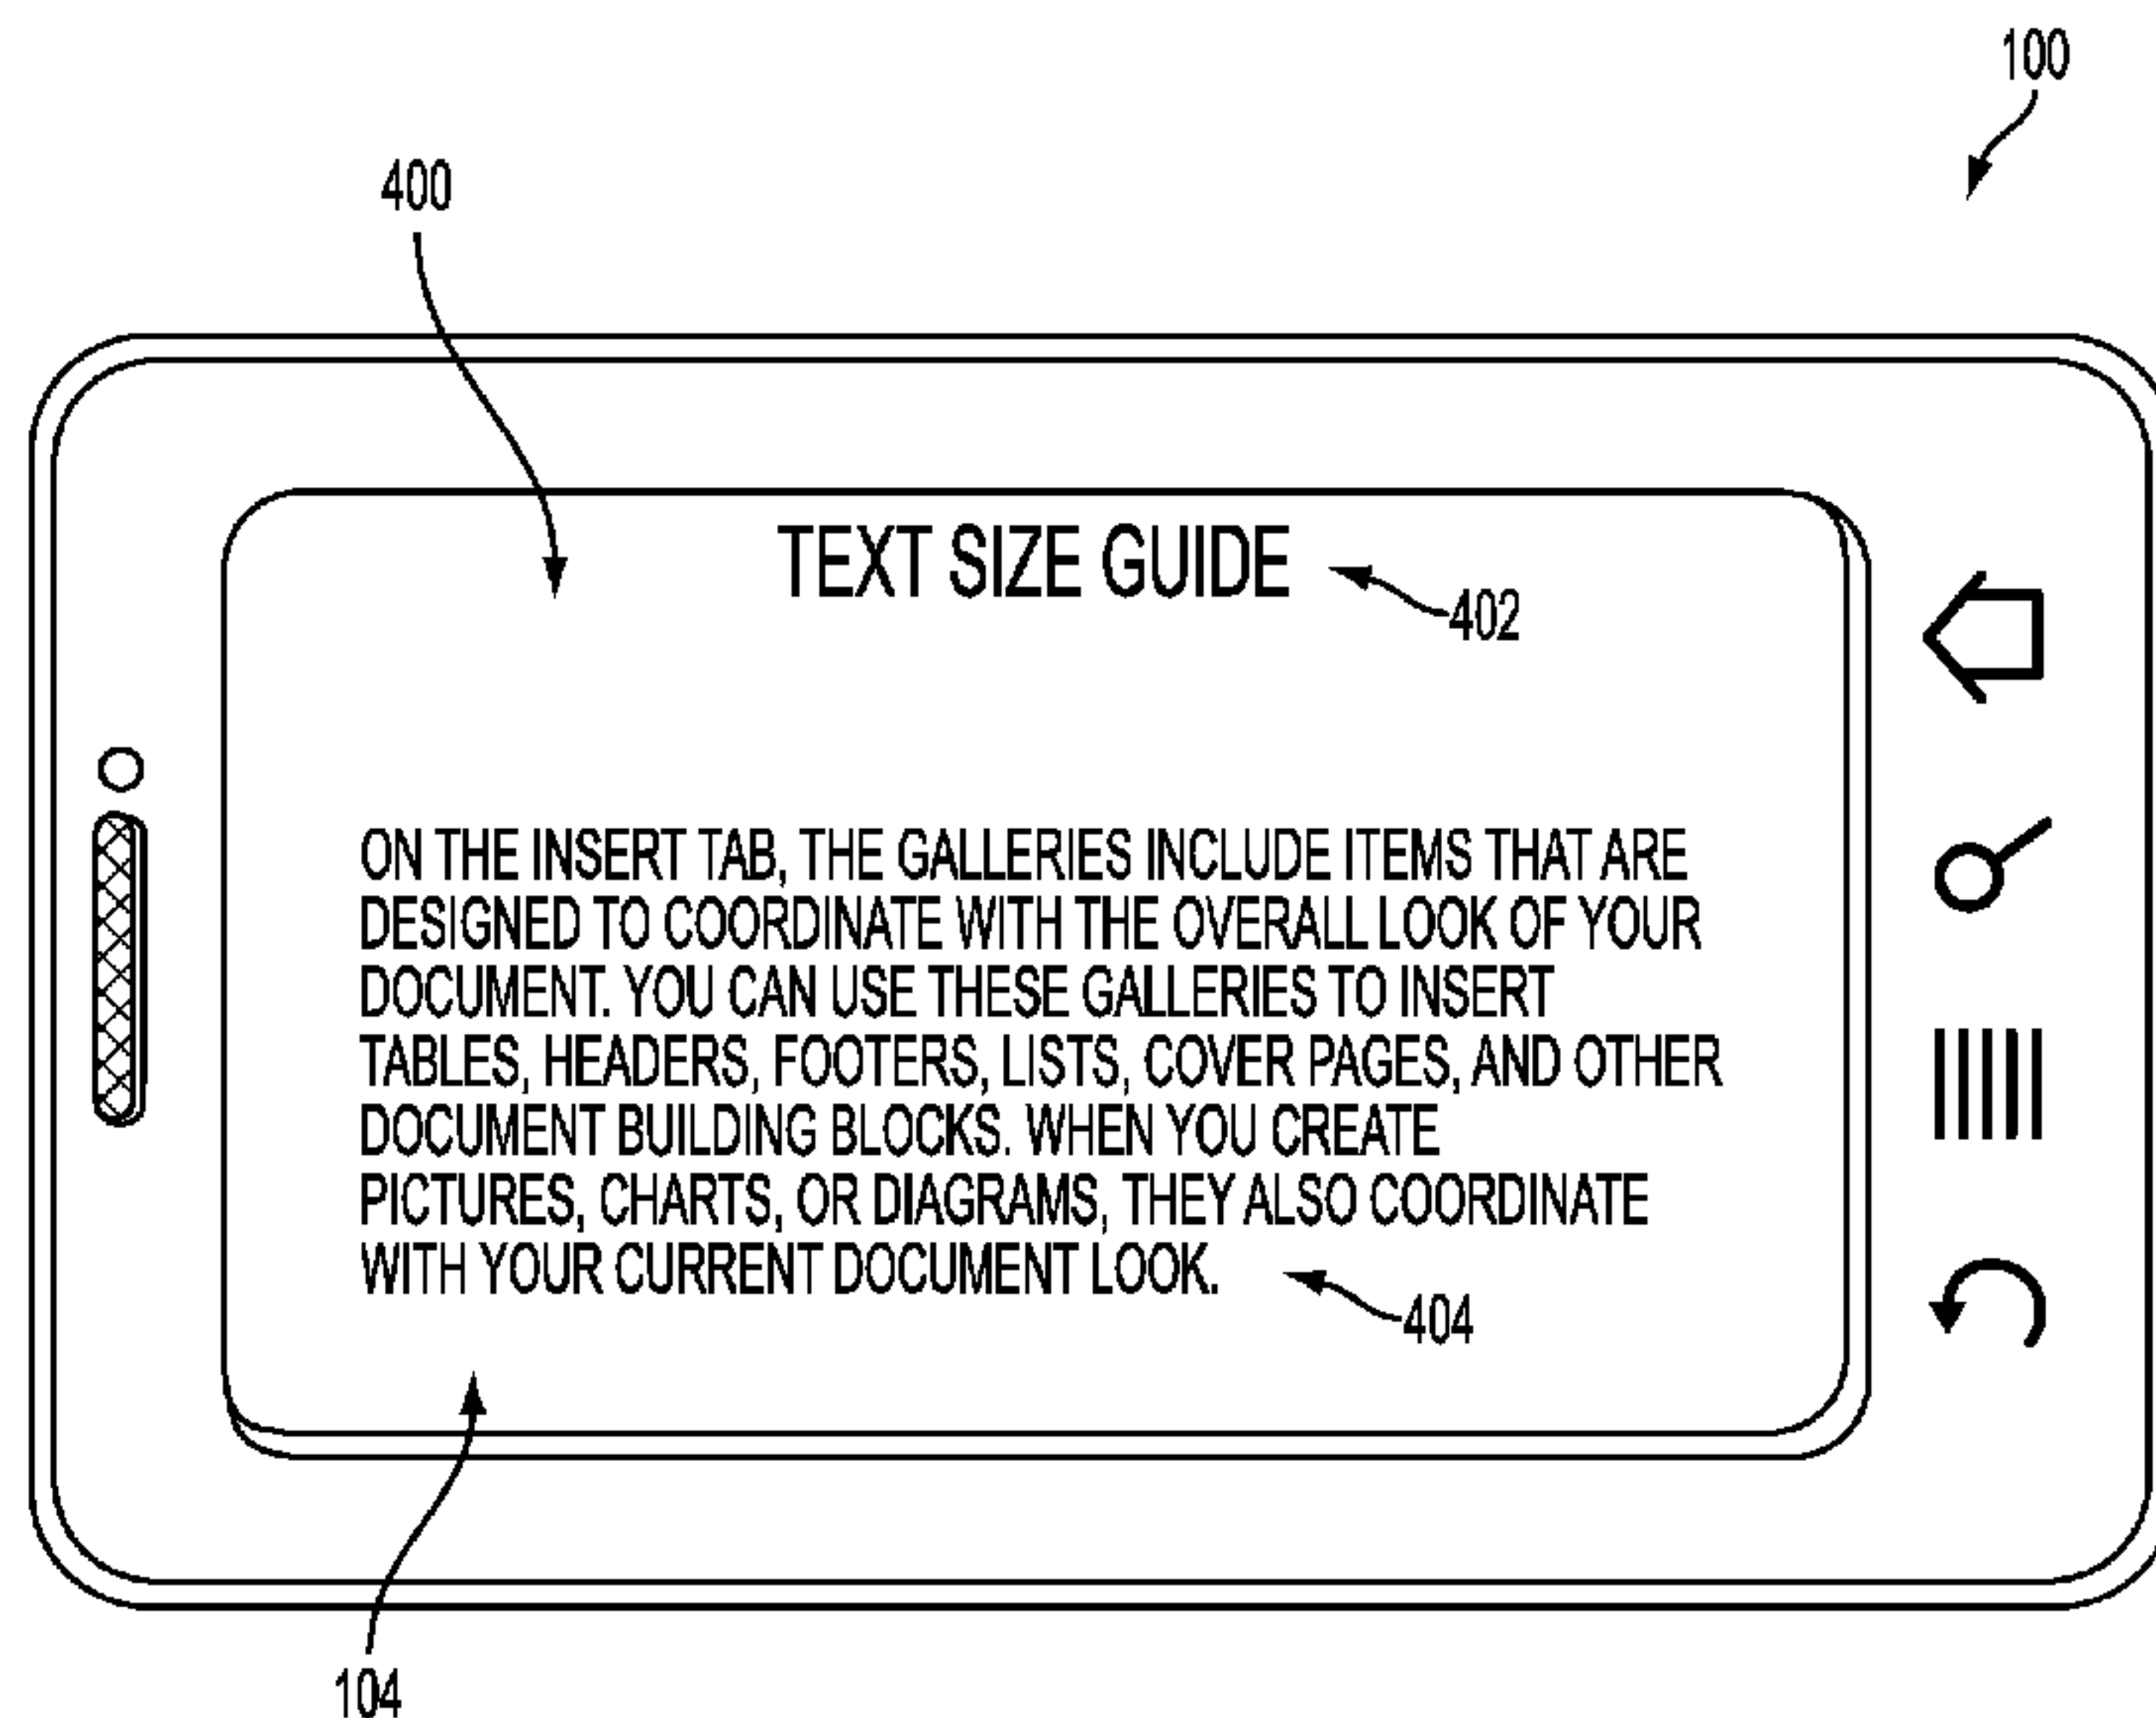 100
400
TEXT SIZE GUIDE
402
ON THE INSERT TAB, THE GALLERIES INCLUDE ITEMS THAT ARE
DESIGNED TO COORDINATE WITH THE OVERALL LOOK OF YOUR
DOCUMENT. YOU CAN USE THESE GALLERIES TO INSERT
TABLES, HEADERS, FOOTERS, LISTS, COVER PAGES, AND OTHER
DOCUMENT BUILDING BLOCKS. WHEN YOU CREATE
PICTURES, CHARTS, OR DIAGRAMS, THEY ALSO COORDINATE
WITH YOUR CURRENT DOCUMENT LOOK.
404
104